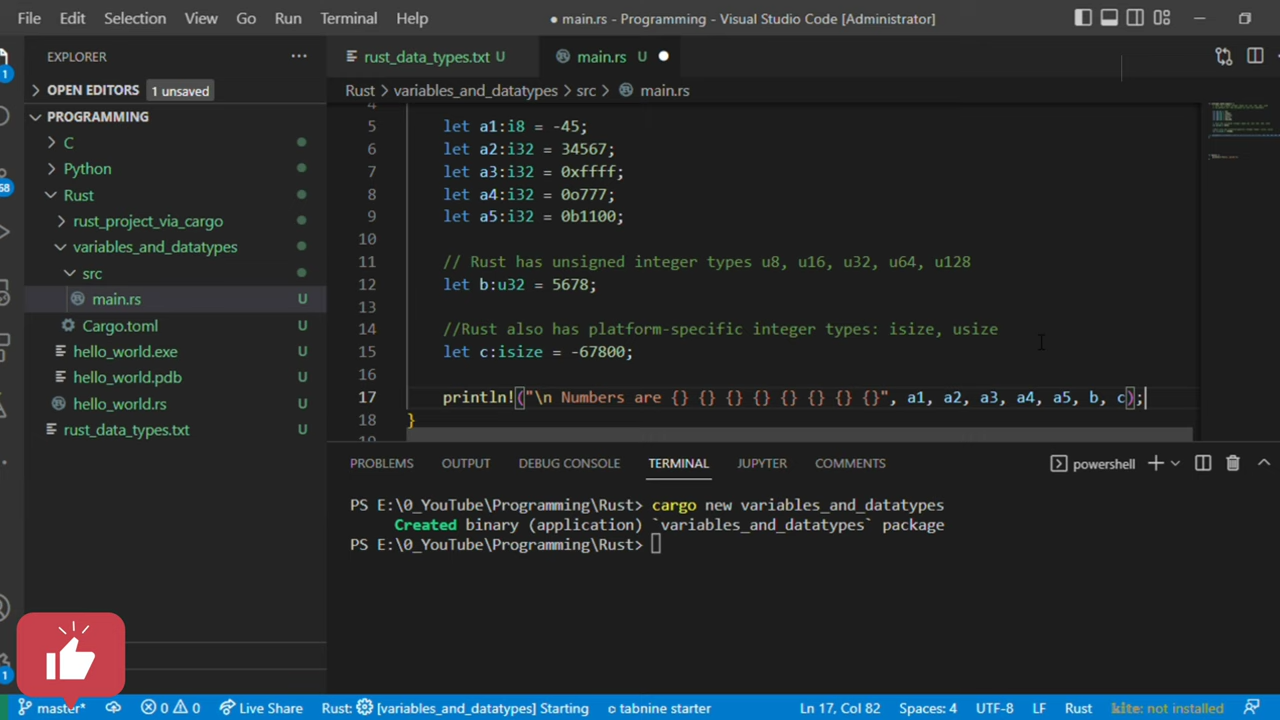 File Edit Selection View Go Run Terminal Help ● main.rs - Programming - Visual Studio Code [Administrator]
EXPLORER ···
rust_data_types.txt U main.rs U ●
OPEN EDITORS 1 unsaved
Rust > variables_and_datatypes > src > main.rs
PROGRAMMING
C
Python
Rust
rust_project_via_cargo
variables_and_datatypes
src
main.rs U
Cargo.toml U
hello_world.exe U
hello_world.pdb U
hello_world.rs U
rust_data_types.txt U
4
5 let a1:i8 = -45;
6 let a2:i32 = 34567;
7 let a3:i32 = 0xffff;
8 let a4:i32 = 0o777;
9 let a5:i32 = 0b1100;
10
11 // Rust has unsigned integer types u8, u16, u32, u64, u128
12 let b:u32 = 5678;
13
14 //Rust also has platform-specific integer types: isize, usize
15 let c:isize = -67800;
16
17 println!("\n Numbers are {} {} {} {} {} {} {} {}", a1, a2, a3, a4, a5, b, c);
18 }
PROBLEMS OUTPUT DEBUG CONSOLE TERMINAL JUPYTER COMMENTS powershell
PS E:\0_YouTube\Programming\Rust> cargo new variables_and_datatypes
Created binary (application) `variables_and_datatypes` package
PS E:\0_YouTube\Programming\Rust>
1
68
1
master* 0 0 Live Share Rust: [variables_and_datatypes] Starting tabnine starter Ln 17, Col 82 Spaces: 4 UTF-8 LF Rust kite: not installed